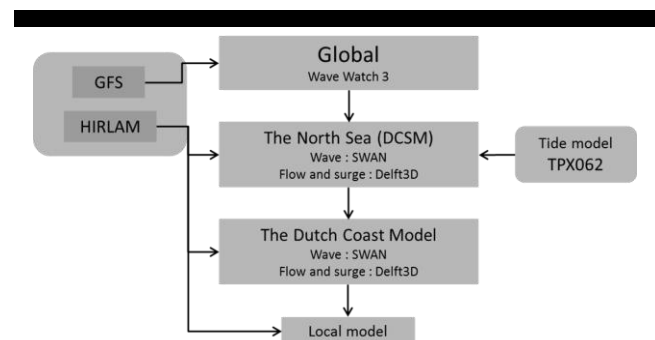 Global
Wave Watch 3
GFS
HIRLAM
The North Sea (DCSM)
Wave : SWAN
Flow and surge : Delft3D
Tide model
TPX062
The Dutch Coast Model
Wave : SWAN
Flow and surge : Delft3D
Local model